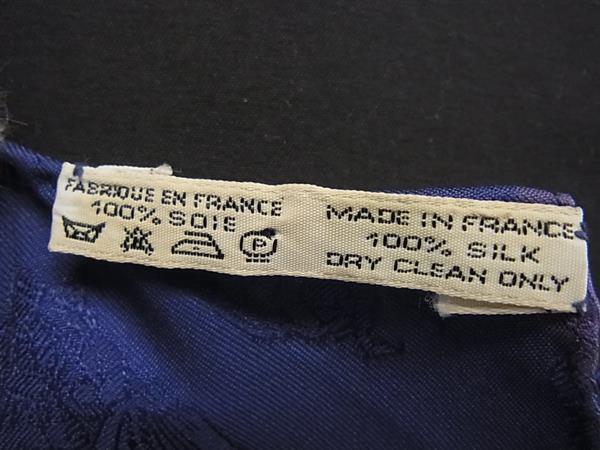 FABRIQUE EN FRANCE
100% SOIE
P
MADE IN FRANCE
100% SILK
DRY CLEAN ONLY